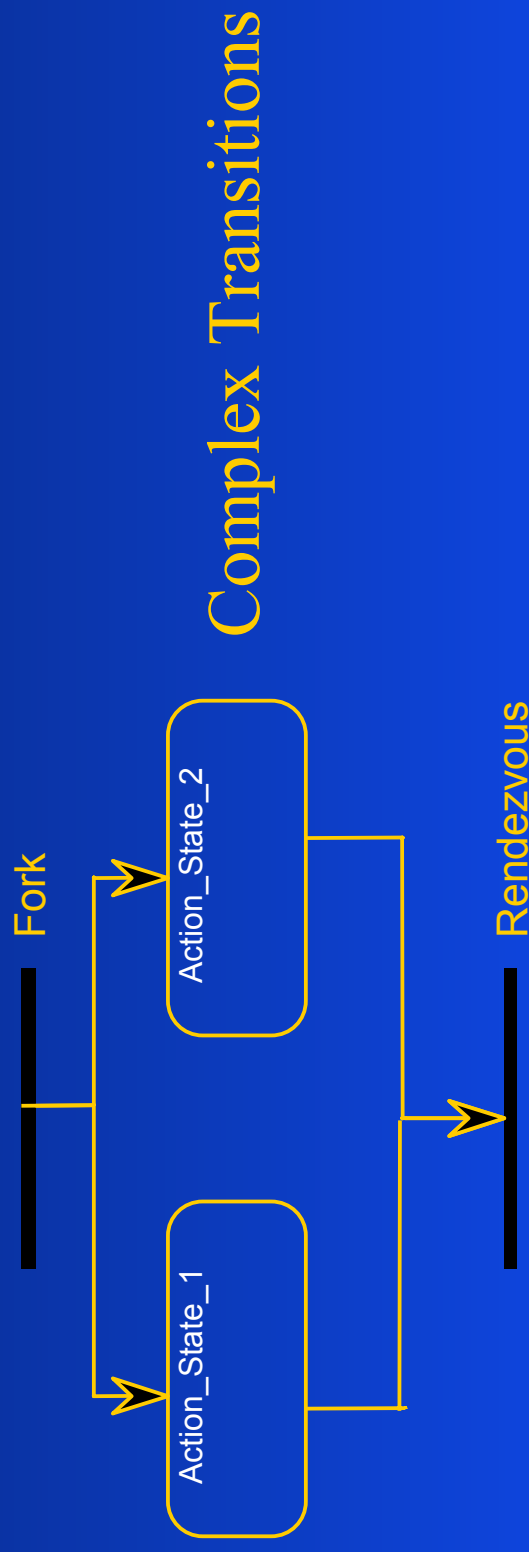 Complex Transitions
Fork
Action_State_1
Action_State_2
Rendezvous